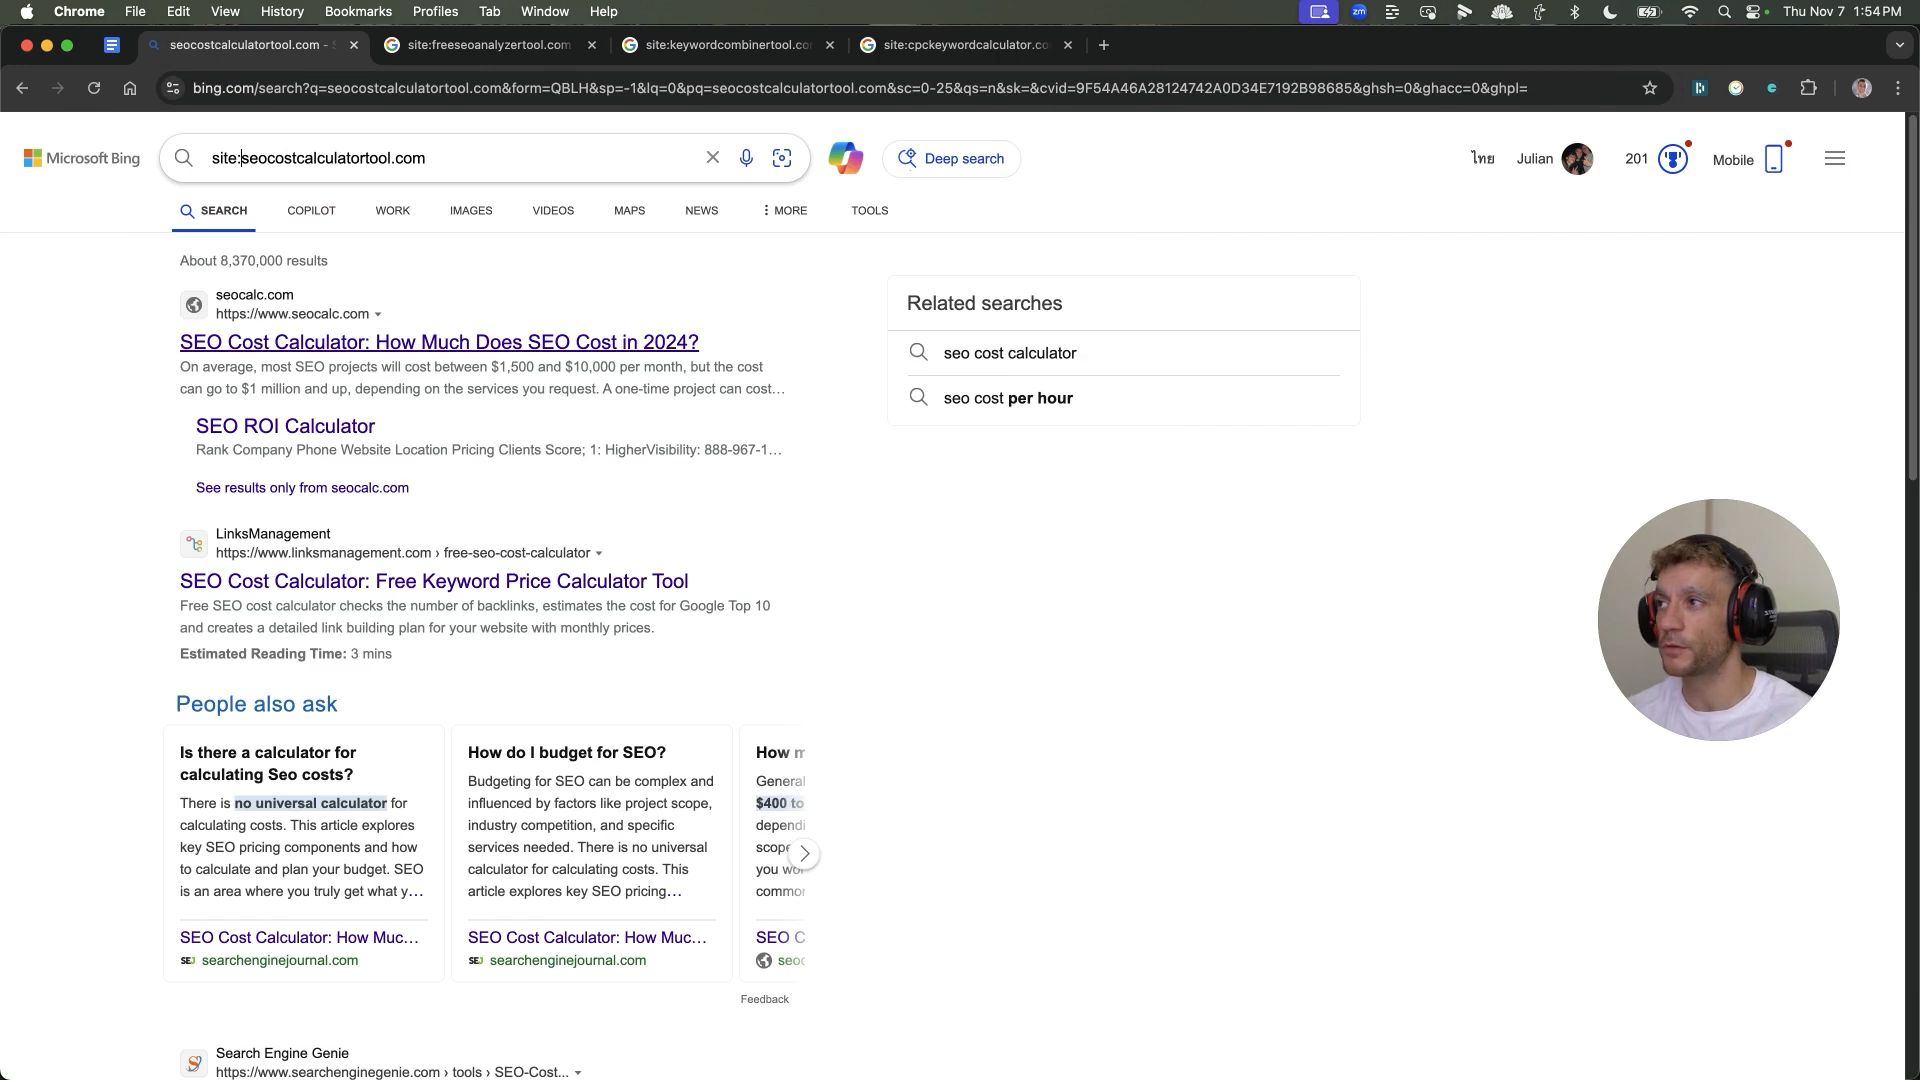 Chrome File Edit View History Bookmarks Profiles Tab Window Help
zm
Thu Nov 7 1:54 PM
seocostcalculatortool.com -
site:freeseoanalyzertool.com
site:keywordcombinertool.co
site:cpckeywordcalculator.co
bing.com/search?q=seocostcalculatortool.com&form=QBLH&sp=-1&lq=0&pq=seocostcalculatortool.com&sc=0-25&qs=n&sk=&cvid=9F54A46A28124742A0D34E7192B98685&ghsh=0&ghacc=0&ghpl=
Microsoft Bing
site:seocostcalculatortool.com
Deep search
ไทย
Julian
201
Mobile
SEARCH COPILOT WORK IMAGES VIDEOS MAPS NEWS MORE TOOLS
About 8,370,000 results
seocalc.com
https://www.seocalc.com
SEO Cost Calculator: How Much Does SEO Cost in 2024?
On average, most SEO projects will cost between $1,500 and $10,000 per month, but the cost
can go to $1 million and up, depending on the services you request. A one-time project can cost…
SEO ROI Calculator
Rank Company Phone Website Location Pricing Clients Score; 1: HigherVisibility: 888-967-1…
See results only from seocalc.com
LinksManagement
https://www.linksmanagement.com › free-seo-cost-calculator
SEO Cost Calculator: Free Keyword Price Calculator Tool
Free SEO cost calculator checks the number of backlinks, estimates the cost for Google Top 10
and creates a detailed link building plan for your website with monthly prices.
Estimated Reading Time: 3 mins
People also ask
Is there a calculator for
calculating Seo costs?
There is no universal calculator for
calculating costs. This article explores
key SEO pricing components and how
to calculate and plan your budget. SEO
is an area where you truly get what y…
SEO Cost Calculator: How Muc…
SEJ searchenginejournal.com
How do I budget for SEO?
Budgeting for SEO can be complex and
influenced by factors like project scope,
industry competition, and specific
services needed. There is no universal
calculator for calculating costs. This
article explores key SEO pricing…
SEO Cost Calculator: How Muc…
SEJ searchenginejournal.com
How m
General
$400 to
dependi
scope
you wo
common
SEO C
seoc
Feedback
Search Engine Genie
https://www.searchenginegenie.com › tools › SEO-Cost...
Related searches
seo cost calculator
seo cost per hour